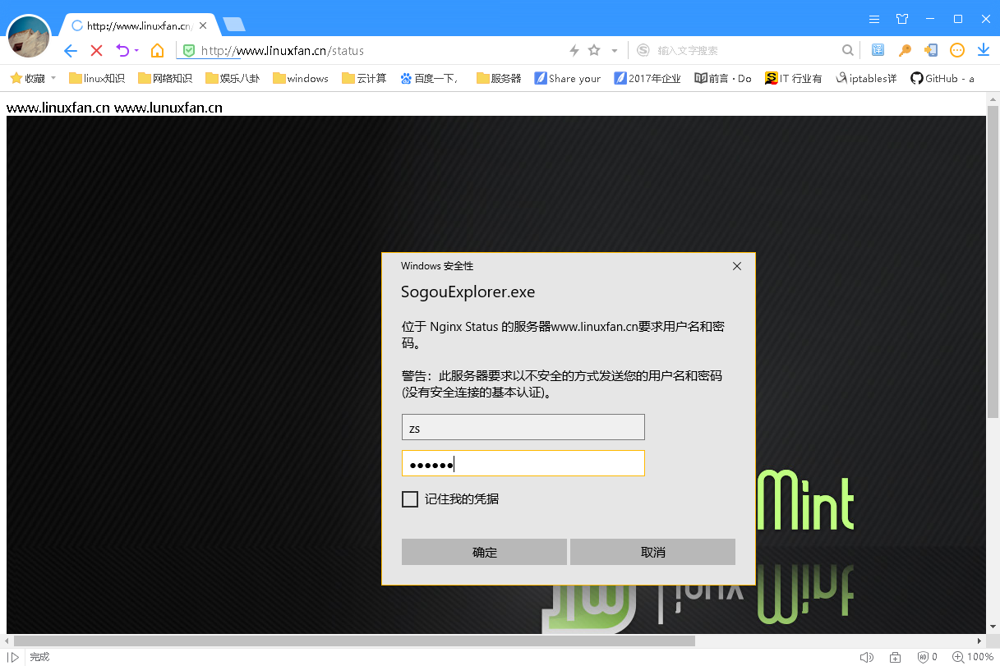 http://www.linuxfan.cn/
http://www.linuxfan.cn/status
输入文字搜索
译
收藏 linux知识 网络知识 娱乐八卦 windows 云计算 百度一下, 服务器 Share your 2017年企业 前言 · Do IT 行业有 iptables详 GitHub - a
www.linuxfan.cn www.lunuxfan.cn
Windows 安全性
SogouExplorer.exe
位于 Nginx Status 的服务器www.linuxfan.cn要求用户名和密
码。
警告：此服务器要求以不安全的方式发送您的用户名和密码
(没有安全连接的基本认证)。
zs
●●●●●●
记住我的凭据
确定 取消
Mint
完成 AD 0 100%